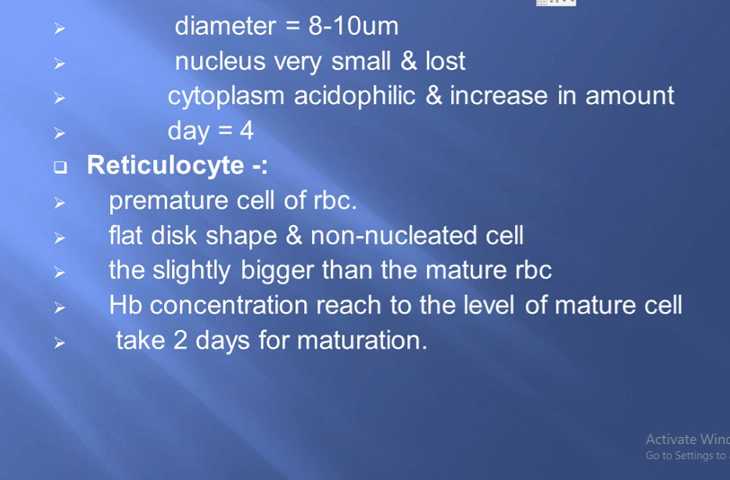 diameter = 8-10um
nucleus very small & lost
cytoplasm acidophilic & increase in amount
day = 4
Reticulocyte -:
premature cell of rbc.
flat disk shape & non-nucleated cell
the slightly bigger than the mature rbc
Hb concentration reach to the level of mature cell
take 2 days for maturation.
Activate Wind
Go to Settings to